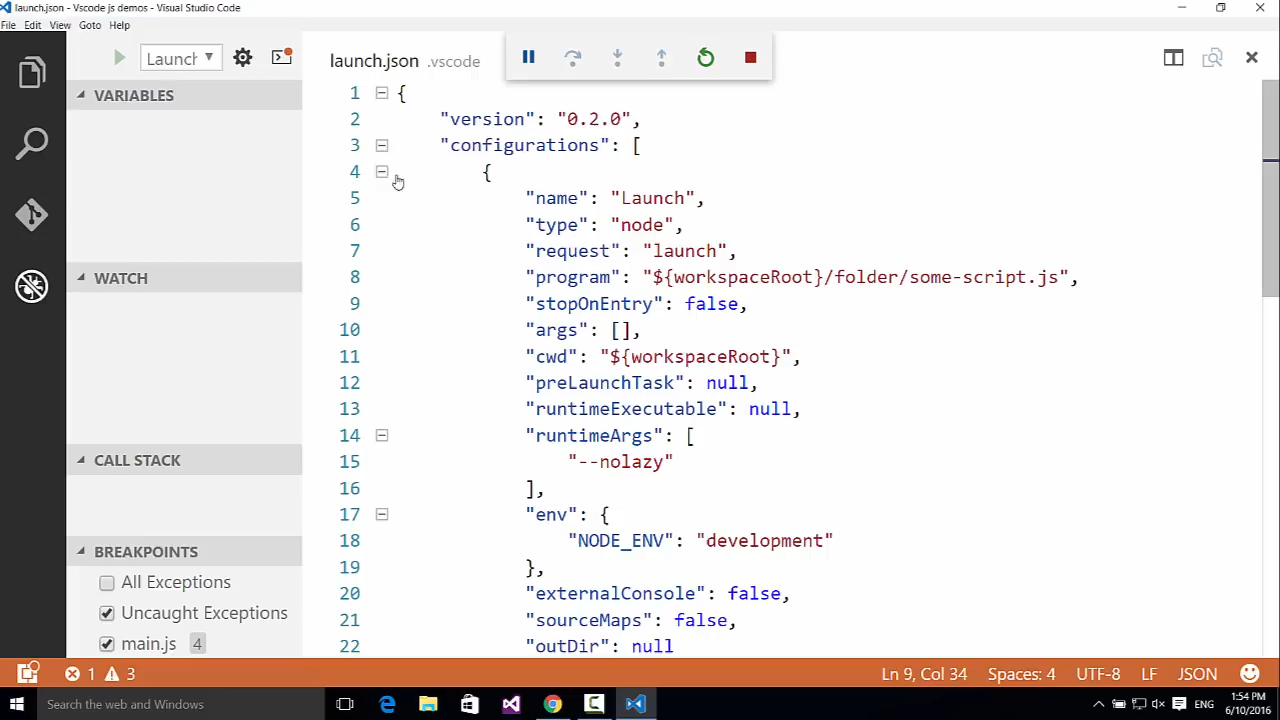 launch.json - Vscode js demos - Visual Studio Code
File Edit View Goto Help
Launch
launch.json .vscode
VARIABLES
WATCH
CALL STACK
BREAKPOINTS
All Exceptions
Uncaught Exceptions
main.js 4
1 {
2 "version": "0.2.0",
3 "configurations": [
4 {
5 "name": "Launch",
6 "type": "node",
7 "request": "launch",
8 "program": "${workspaceRoot}/folder/some-script.js",
9 "stopOnEntry": false,
10 "args": [],
11 "cwd": "${workspaceRoot}",
12 "preLaunchTask": null,
13 "runtimeExecutable": null,
14 "runtimeArgs": [
15 "--nolazy"
16 ],
17 "env": {
18 "NODE_ENV": "development"
19 },
20 "externalConsole": false,
21 "sourceMaps": false,
22 "outDir": null
1 3 Ln 9, Col 34 Spaces: 4 UTF-8 LF JSON
Search the web and Windows
ENG
1:54 PM
6/10/2016